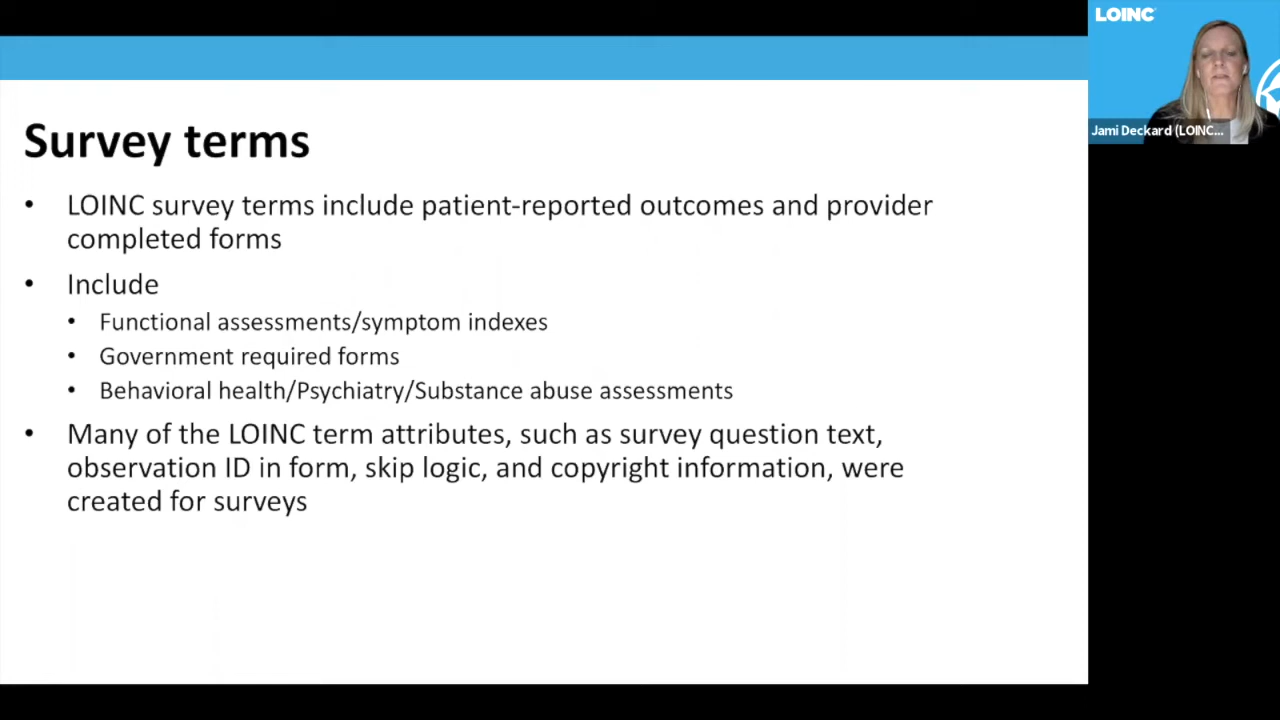 LOINC
Jami Deckard (LOINC...
Survey terms
• LOINC survey terms include patient-reported outcomes and provider
completed forms
• Include
• Functional assessments/symptom indexes
• Government required forms
• Behavioral health/Psychiatry/Substance abuse assessments
• Many of the LOINC term attributes, such as survey question text,
observation ID in form, skip logic, and copyright information, were
created for surveys